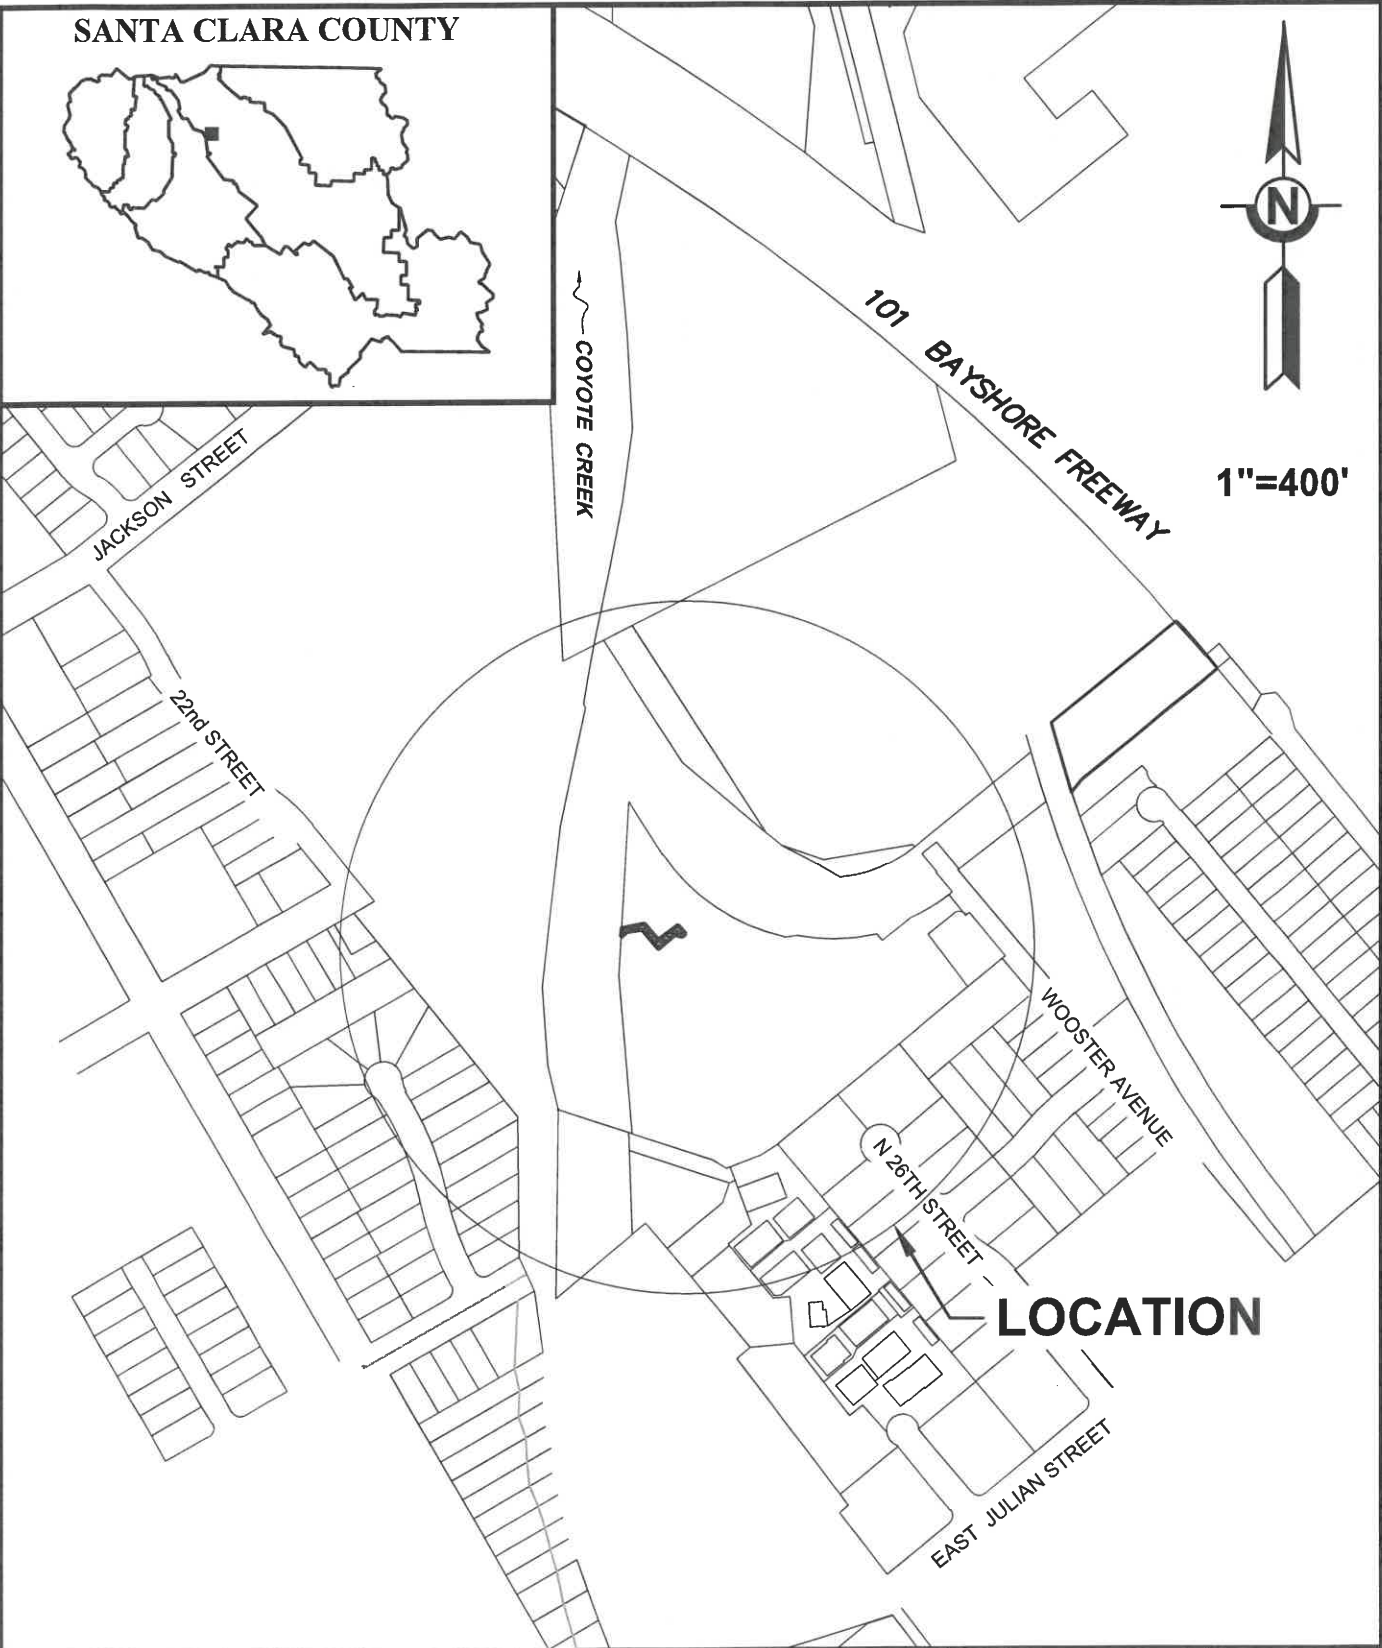 SANTA CLARA COUNTY
N
101 BAYSHORE FREEWAY
COYOTE CREEK
1"=400'
JACKSON STREET
22nd STREET
WOOSTER AVENUE
N 26TH STREET
LOCATION
EAST JULIAN STREET